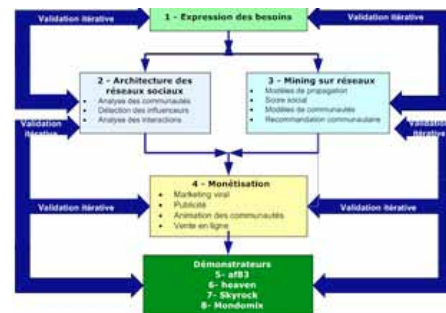 Validation itérative
1 - Expression des besoins
Validation itérative
2 - Architecture des
réseaux sociaux
Analyse des communautés
Détection des influenceurs
Analyse des interactions
3 - Mining sur réseaux
Modèles de propagation
Score social
Modèles de communautés
Recommandation communautaire
Validation
itérative
Validation itérative
4 - Monétisation
Marketing viral
Publicité
Animation des communautés
Vente en ligne
Validation itérative
Validation itérative
Démonstrateurs
5- af83
6- heaven
7- Skyrock
8- Mondomix